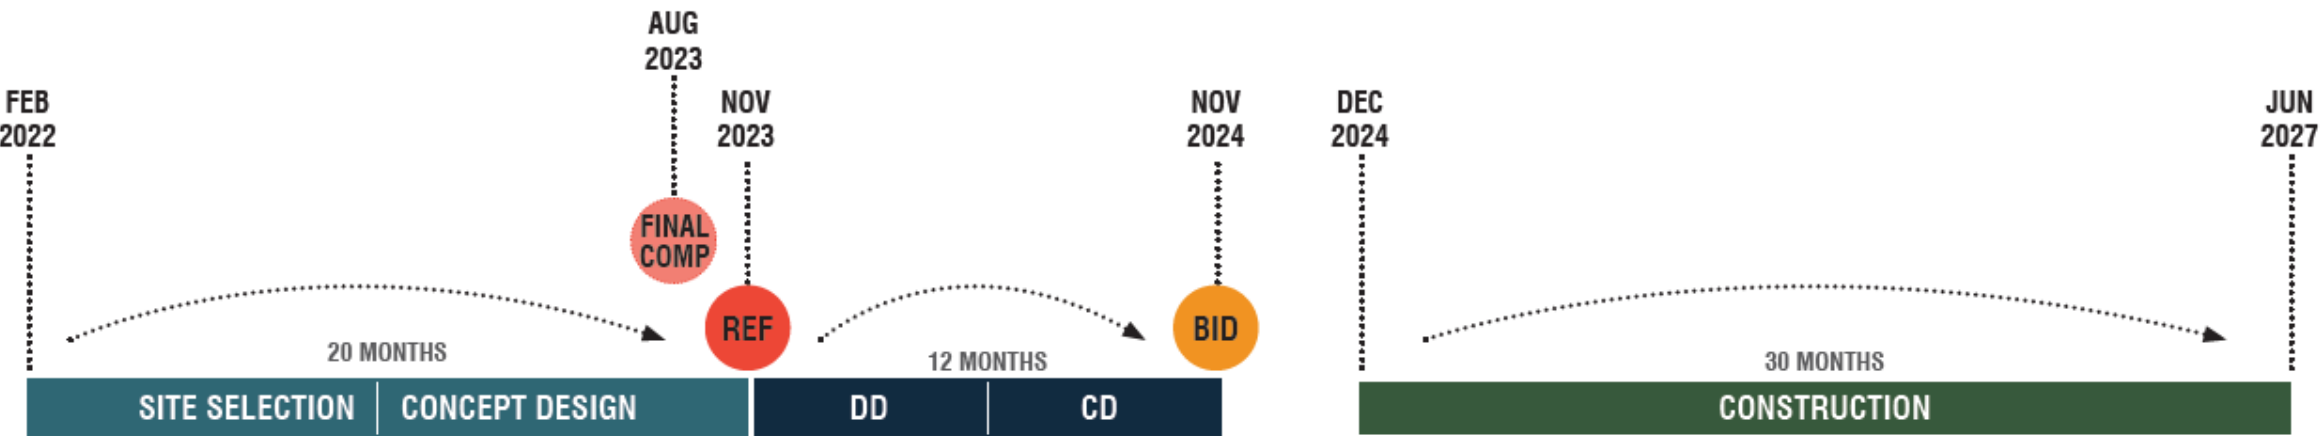 AUG
2023
FEB
2022
NOV
2023
NOV
2024
DEC
2024
JUN
2027
FINAL
COMP
REF
BID
20 MONTHS
12 MONTHS
30 MONTHS
SITE SELECTION
CONCEPT DESIGN
DD
CD
CONSTRUCTION